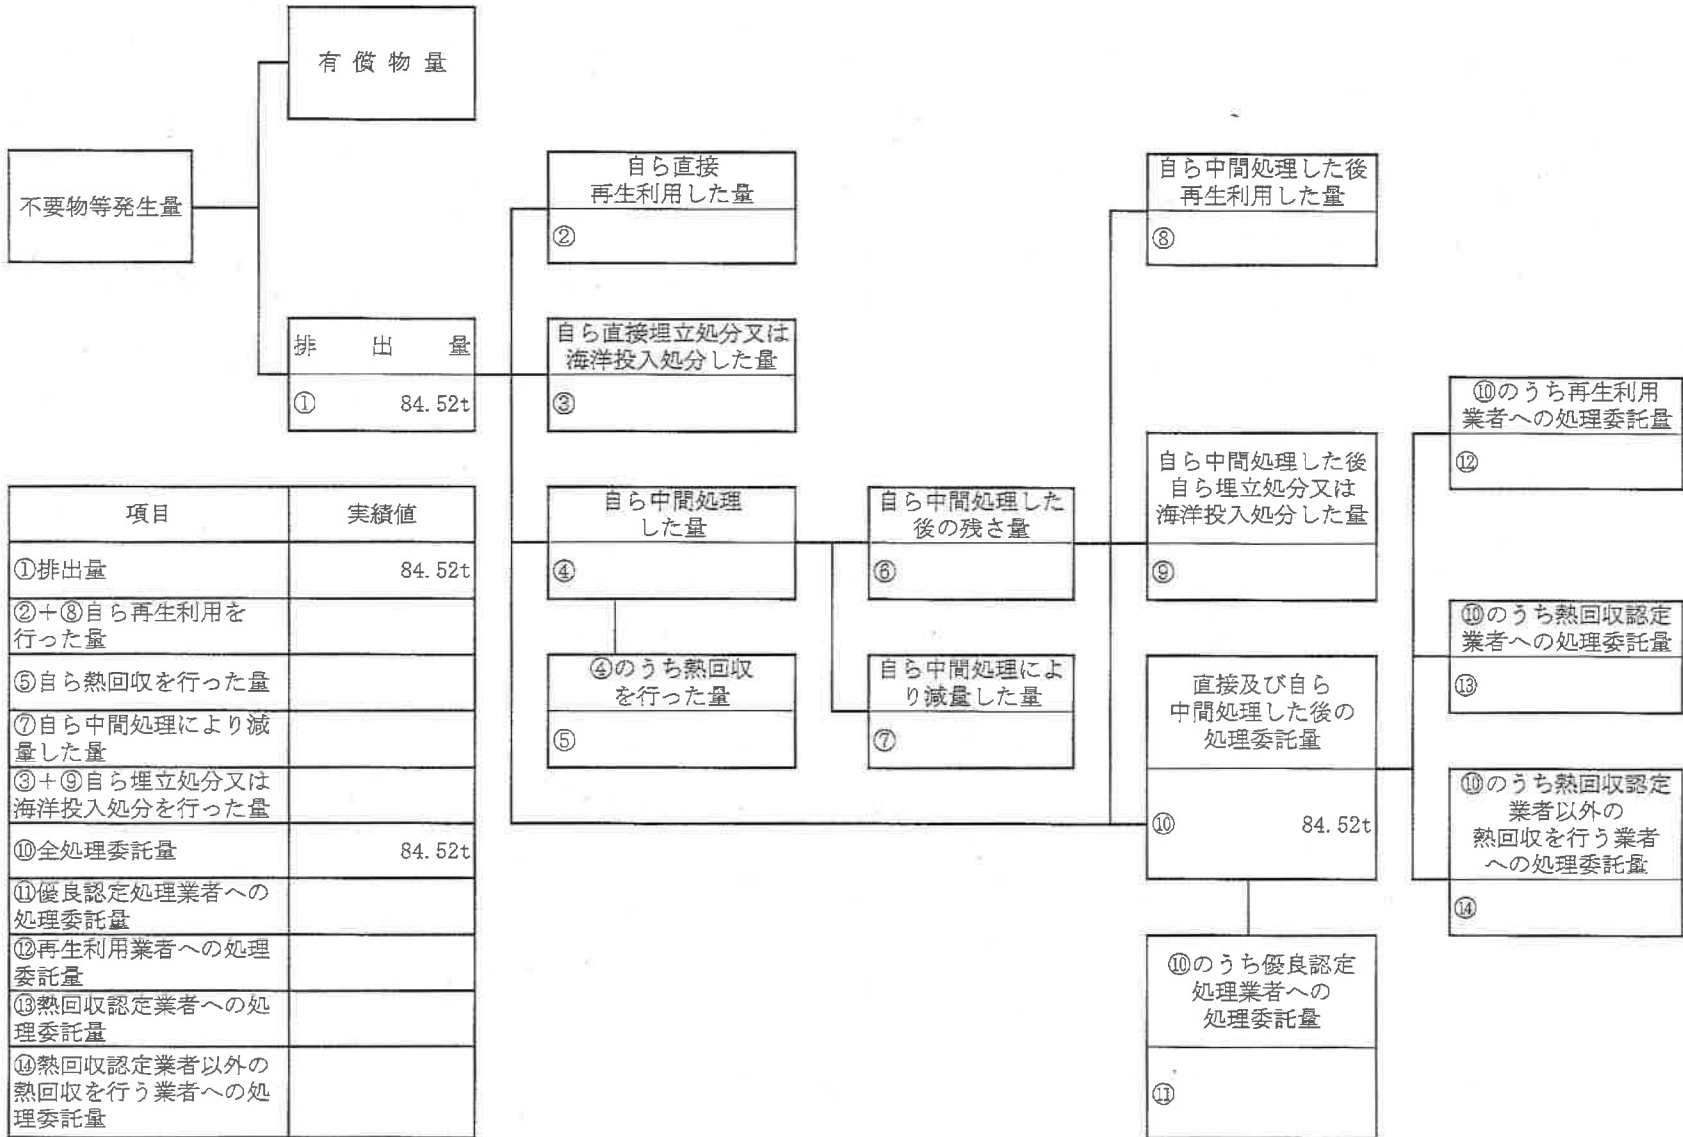 有償物量
不要物等発生量
排出量
① 84.52t
自ら直接
再生利用した量
②
自ら直接埋立処分又は
海洋投入処分した量
③
自ら中間処理
した量
④
④のうち熱回収
を行った量
⑤
自ら中間処理した
後の残さ量
⑥
自ら中間処理によ
り減量した量
⑦
自ら中間処理した後
再生利用した量
⑧
自ら中間処理した後
自ら埋立処分又は
海洋投入処分した量
⑨
直接及び自ら
中間処理した後の
処理委託量
⑩ 84.52t
⑩のうち優良認定
処理業者への
処理委託量
⑪
⑩のうち再生利用
業者への処理委託量
⑫
⑩のうち熱回収認定
業者への処理委託量
⑬
⑩のうち熱回収認定
業者以外の
熱回収を行う業者
への処理委託量
⑭
項目 実績値
①排出量 84.52t
②+⑧自ら再生利用を
行った量
⑤自ら熱回収を行った量
⑦自ら中間処理により減
量した量
③+⑨自ら埋立処分又は
海洋投入処分を行った量
⑩全処理委託量 84.52t
⑪優良認定処理業者への
処理委託量
⑫再生利用業者への処理
委託量
⑬熱回収認定業者への処
理委託量
⑭熱回収認定業者以外の
熱回収を行う業者への処
理委託量